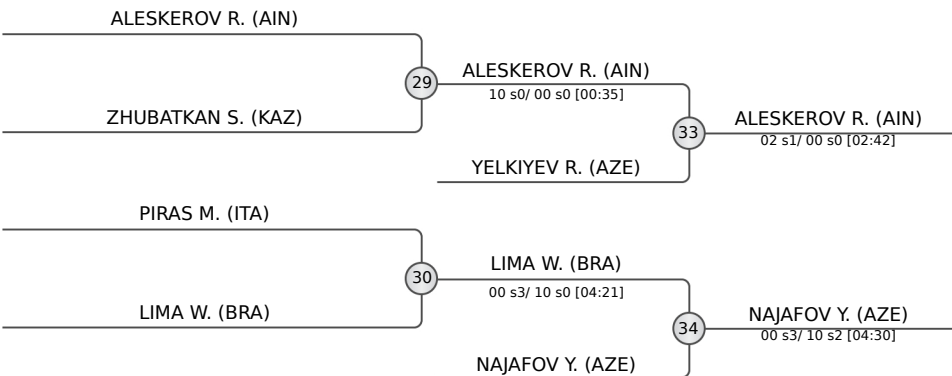 ALESKEROV R. (AIN)
29
ALESKEROV R. (AIN)
10 s0/ 00 s0 [00:35]
ZHUBATKAN S. (KAZ)
33
ALESKEROV R. (AIN)
02 s1/ 00 s0 [02:42]
YELKIYEV R. (AZE)
PIRAS M. (ITA)
30
LIMA W. (BRA)
00 s3/ 10 s0 [04:21]
LIMA W. (BRA)
34
NAJAFOV Y. (AZE)
00 s3/ 10 s2 [04:30]
NAJAFOV Y. (AZE)